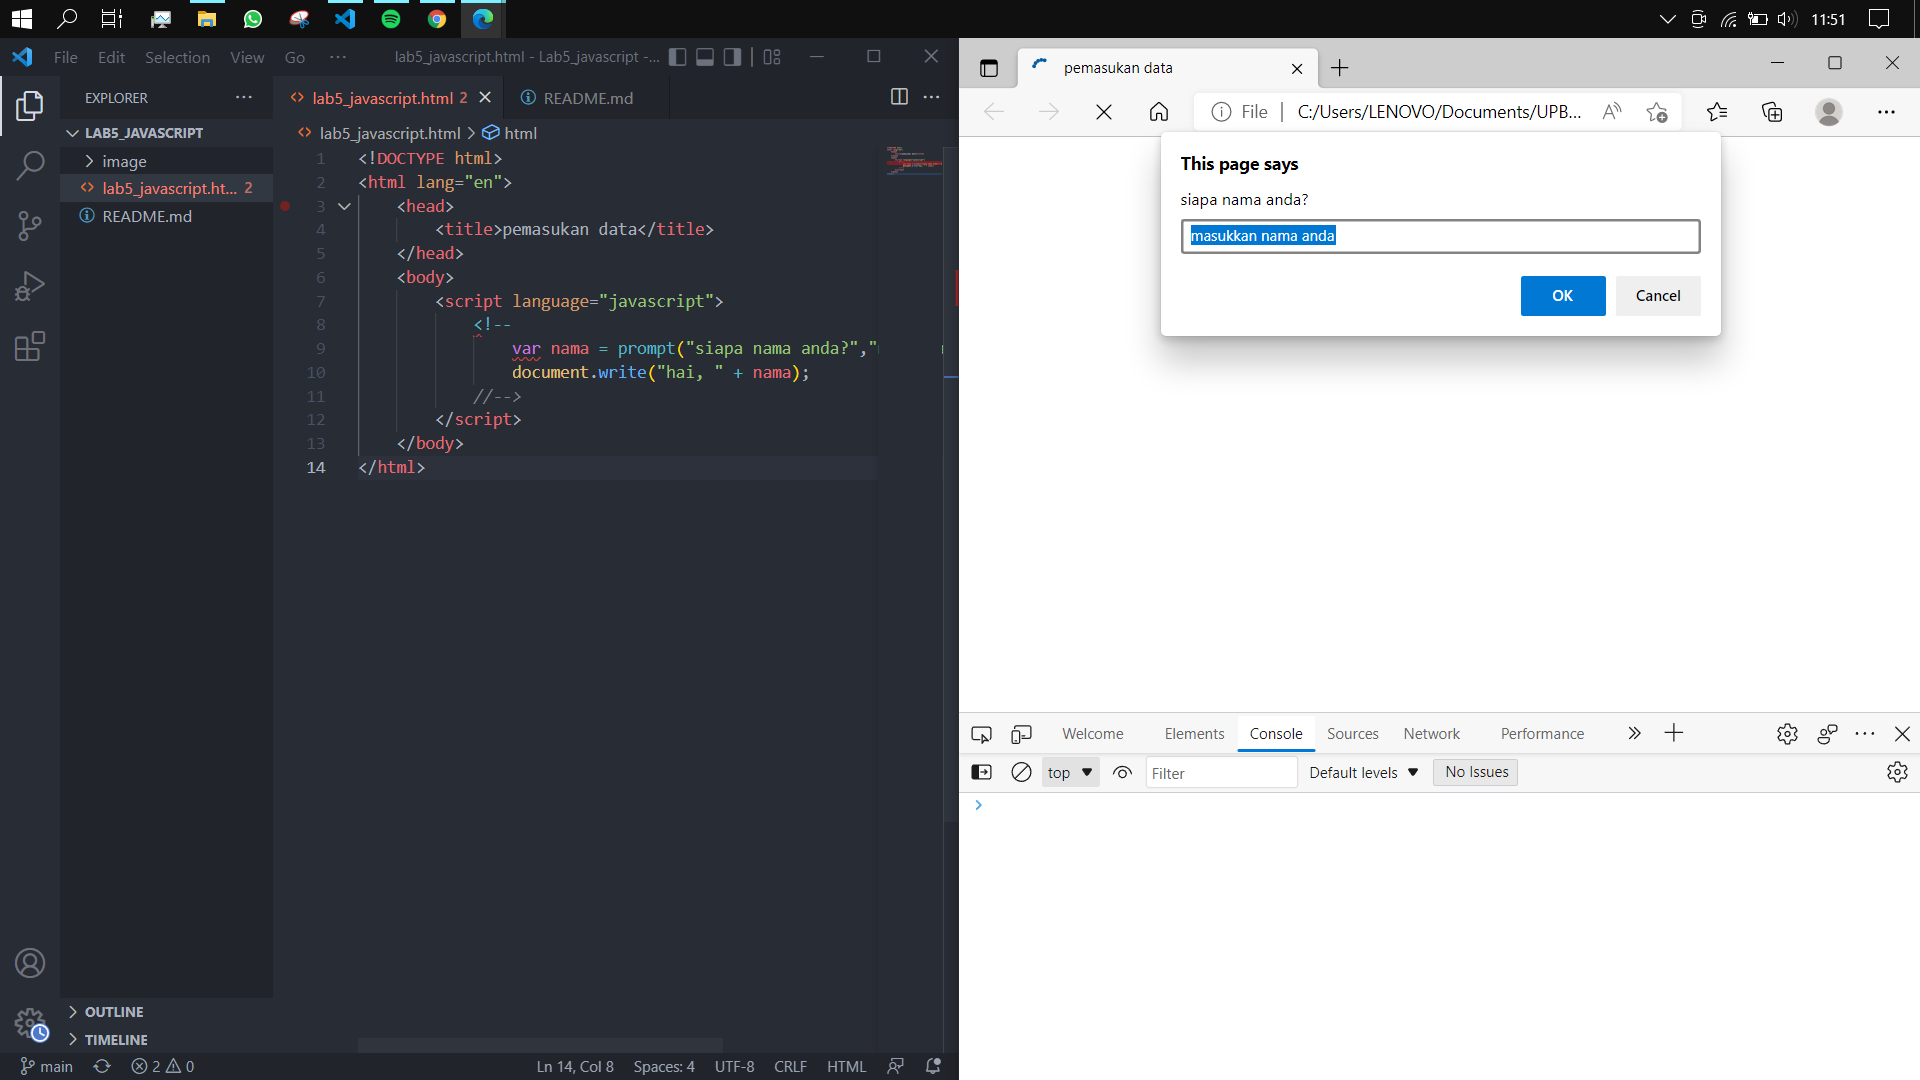 11:51
File Edit Selection View Go ··· lab5_javascript.html - Lab5_javascript -...
EXPLORER ···
LAB5_JAVASCRIPT
image
lab5_javascript.ht... 2
README.md
OUTLINE
TIMELINE
lab5_javascript.html 2 README.md ···
lab5_javascript.html > html
1 <!DOCTYPE html>
2 <html lang="en">
3 <head>
4 <title>pemasukan data</title>
5 </head>
6 <body>
7 <script language="javascript">
8 <!--
9 var nama = prompt("siapa nama anda?","
10 document.write("hai, " + nama);
11 //-->
12 </script>
13 </body>
14 </html>
main 2 0 Ln 14, Col 8 Spaces: 4 UTF-8 CRLF HTML
pemasukan data
File | C:/Users/LENOVO/Documents/UPB...
This page says
siapa nama anda?
masukkan nama anda
OK Cancel
Welcome Elements Console Sources Network Performance
top Filter Default levels No Issues